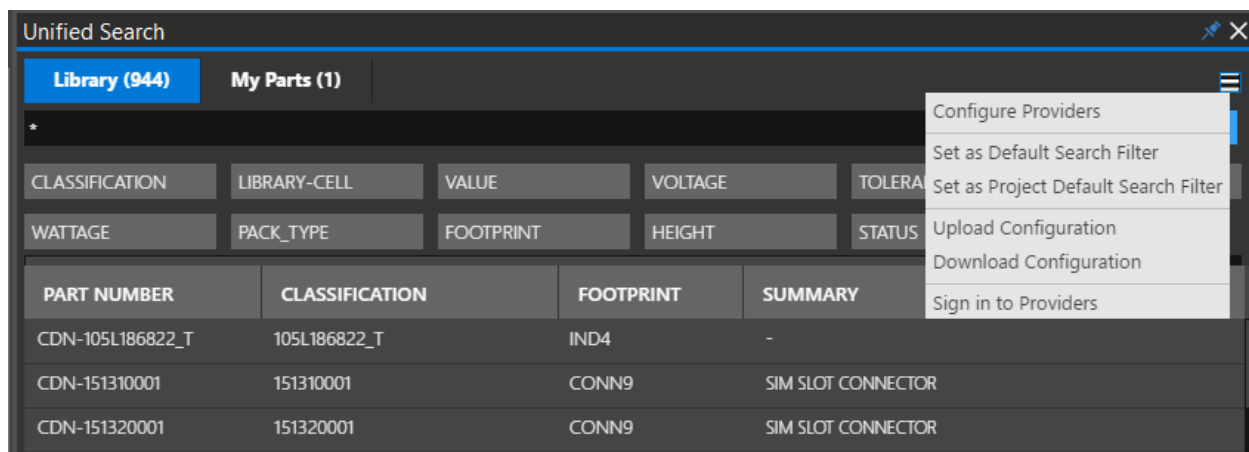 Unified Search
Library (944) My Parts (1)
Configure Providers
*
Set as Default Search Filter
CLASSIFICATION LIBRARY-CELL VALUE VOLTAGE
Set as Project Default Search Filter
WATTAGE PACK_TYPE FOOTPRINT HEIGHT STATUS Upload Configuration
Download Configuration
PART NUMBER CLASSIFICATION FOOTPRINT SUMMARY
Sign in to Providers
CDN-105L186822_T 105L186822_T IND4 -
CDN-151310001 151310001 CONN9 SIM SLOT CONNECTOR
CDN-151320001 151320001 CONN9 SIM SLOT CONNECTOR